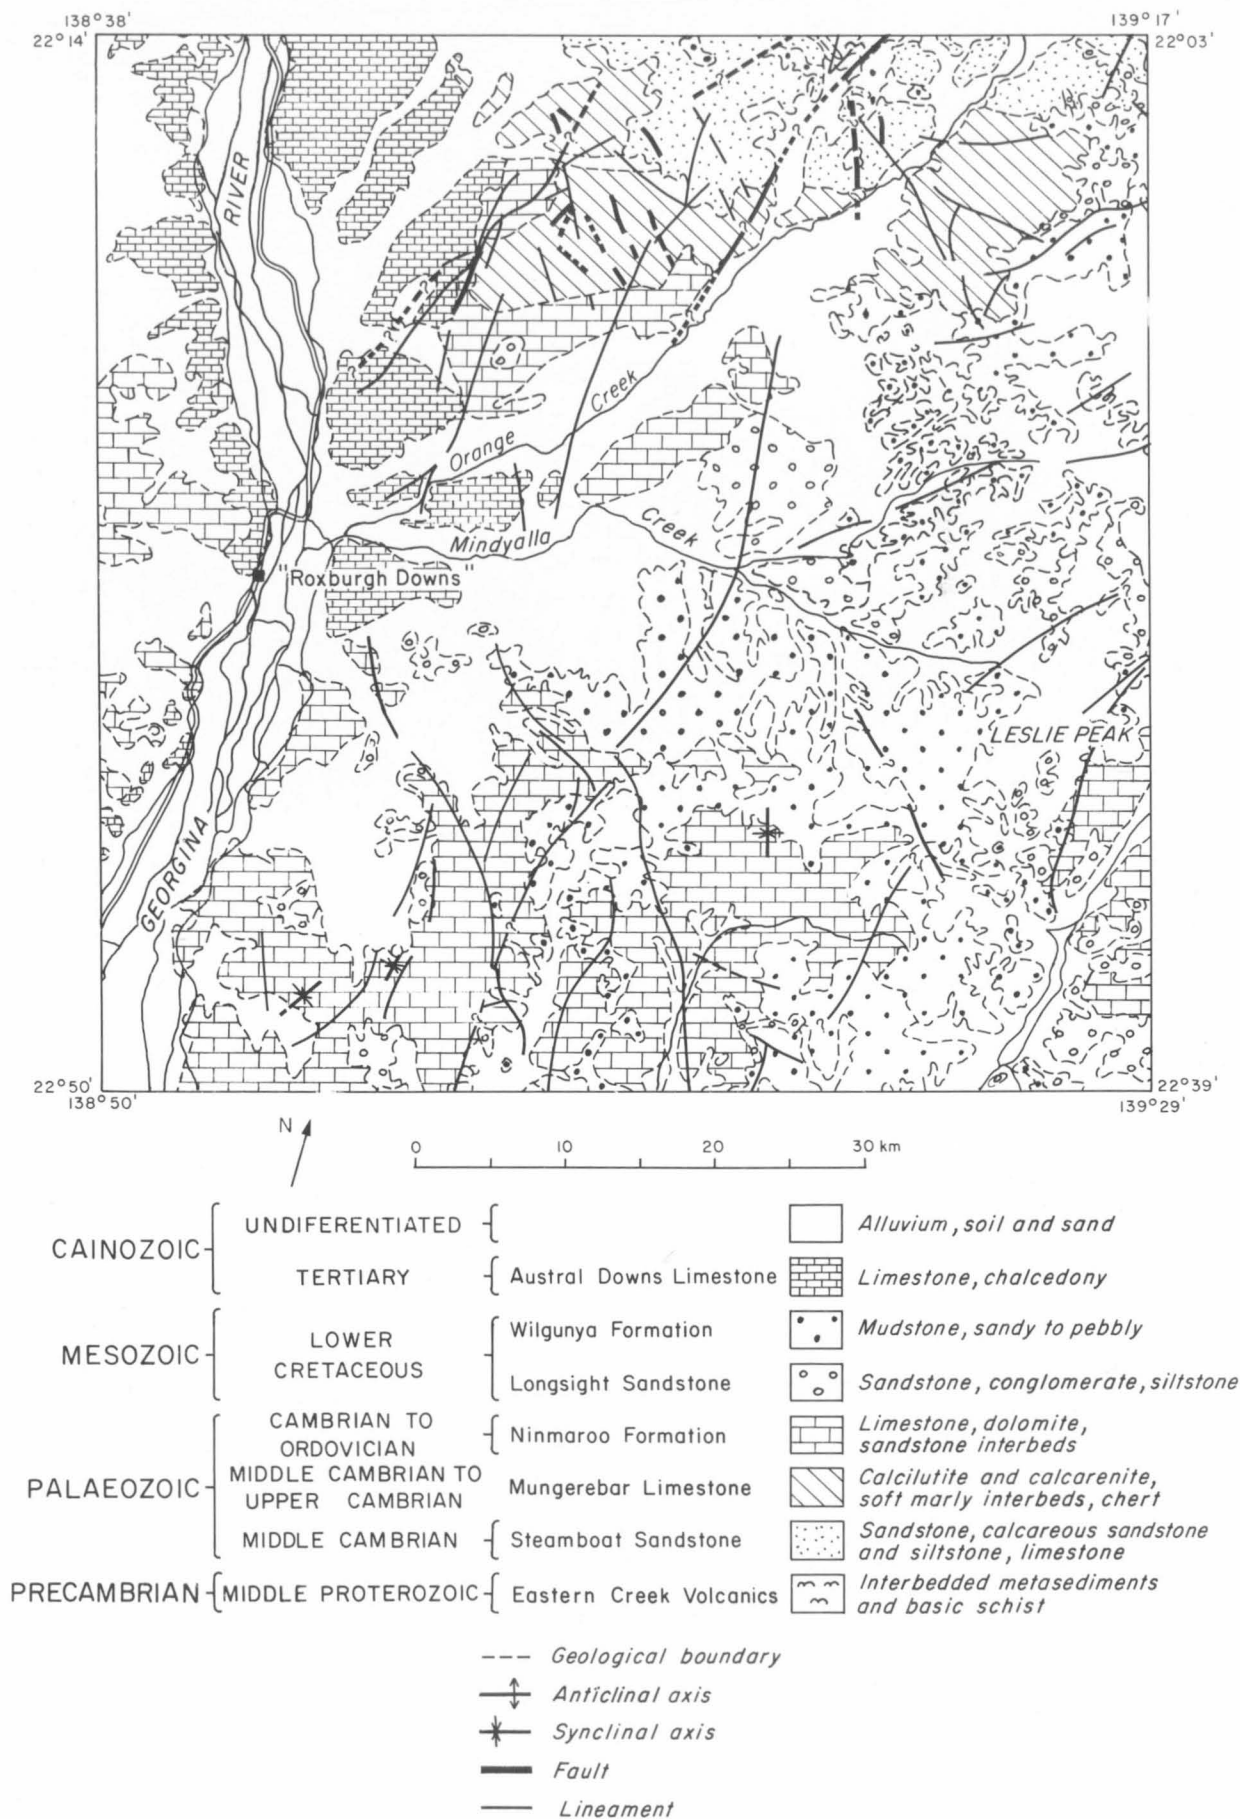 138° 38'
139° 17'
22° 14'
22° 03'
RIVER
Creek
Orange
Mindyalla
Creek
"Roxburgh Downs"
LESLIE PEAK
GEORGINA
22° 50'
22° 39'
138° 50'
139° 29'
N
0 10 20 30 km
UNDIFERENTIATED Alluvium, soil and sand
CAINOZOIC
TERTIARY Austral Downs Limestone Limestone, chalcedony
Wilgunya Formation Mudstone, sandy to pebbly
MESOZOIC
LOWER
CRETACEOUS
Longsight Sandstone Sandstone, conglomerate, siltstone
CAMBRIAN TO
ORDOVICIAN
Ninmaroo Formation
Limestone, dolomite,
sandstone interbeds
PALAEOZOIC
MIDDLE CAMBRIAN TO
UPPER CAMBRIAN
Mungerebar Limestone
Calcilutite and calcarenite,
soft marly interbeds, chert
MIDDLE CAMBRIAN
Steamboat Sandstone
Sandstone, calcareous sandstone
and siltstone, limestone
PRECAMBRIAN
MIDDLE PROTEROZOIC
Eastern Creek Volcanics
Interbedded metasediments
and basic schist
Geological boundary
Anticlinal axis
Synclinal axis
Fault
Lineament